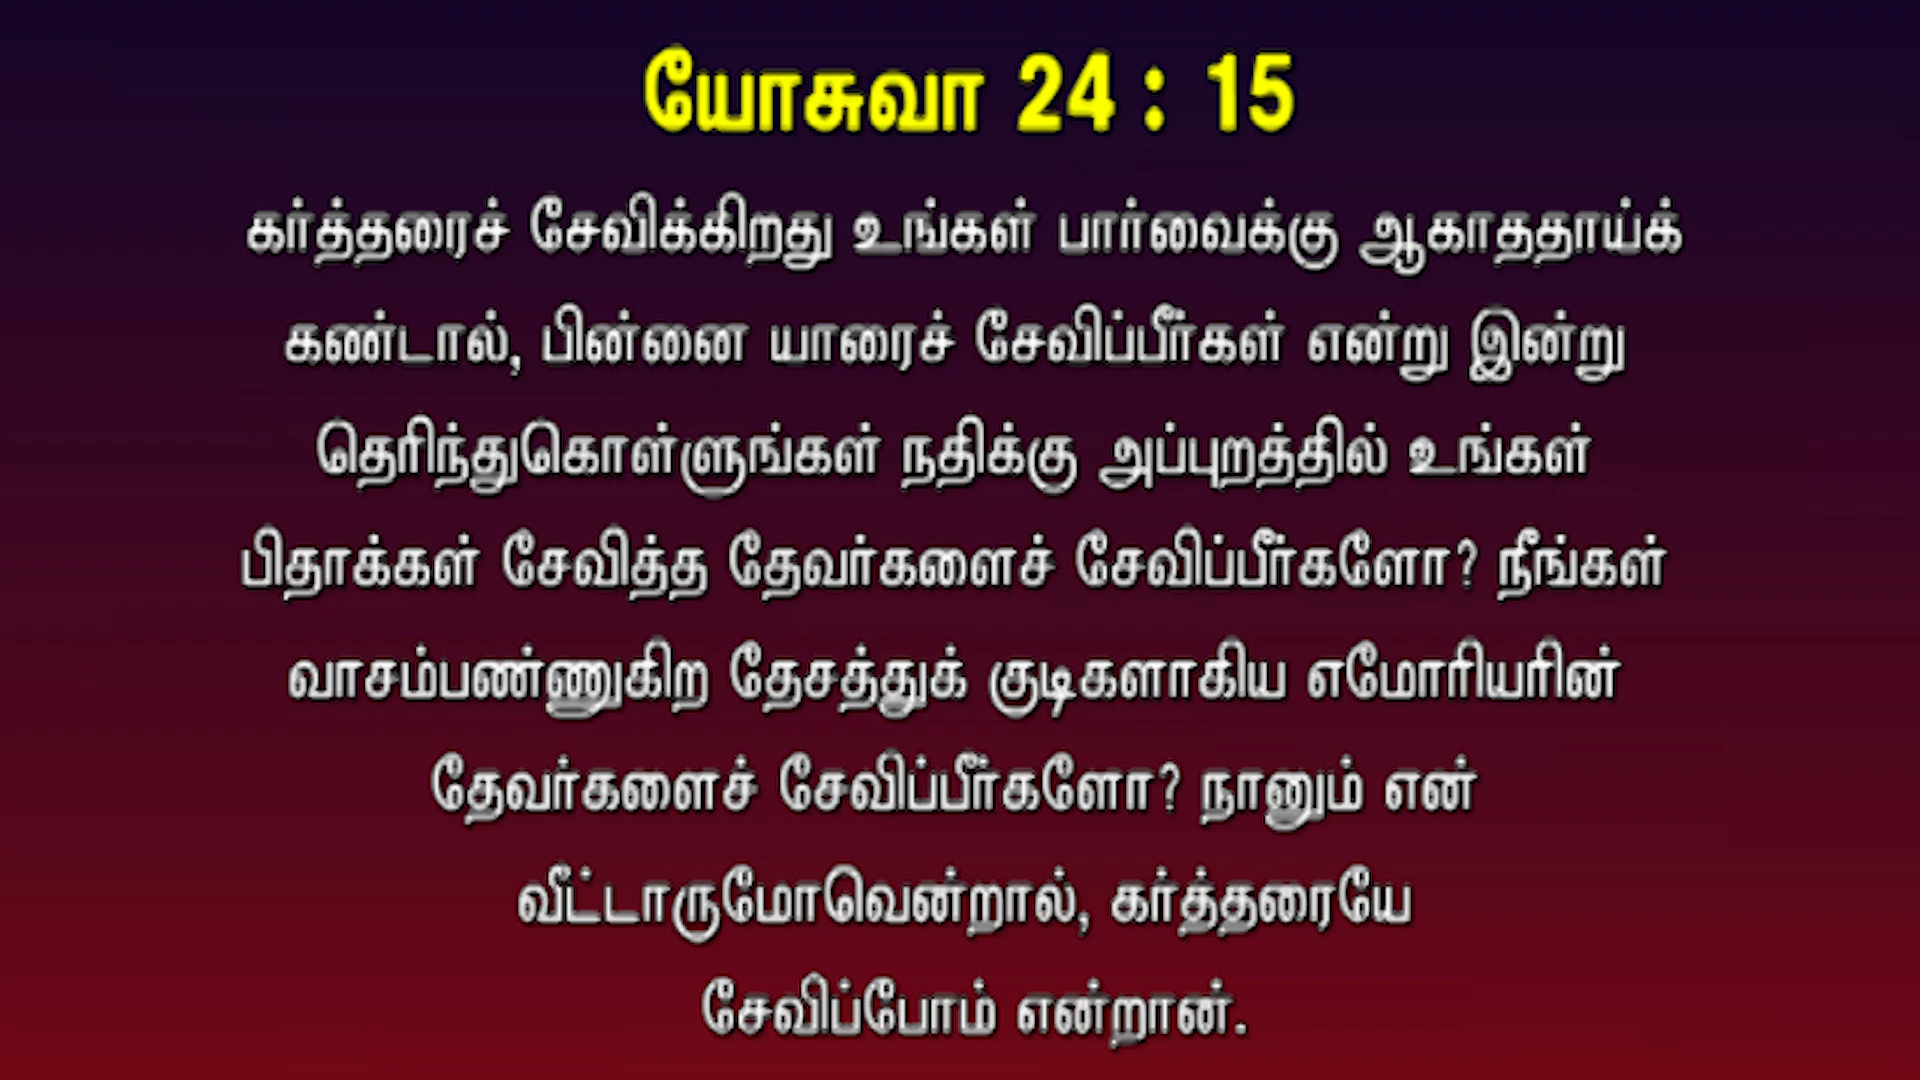 யோசுவா 24 : 15
கர்த்தரைச் சேவிக்கிறது உங்கள் பார்வைக்கு ஆகாததாய்க்
கண்டால், பின்னை யாரைச் சேவிப்பீர்கள் என்று இன்று
தெரிந்துகொள்ளுங்கள் நதிக்கு அப்புறத்தில் உங்கள்
பிதாக்கள் சேவித்த தேவர்களைச் சேவிப்பீர்களோ? நீங்கள்
வாசம்பண்ணுகிற தேசத்துக் குடிகளாகிய எமோரியரின்
தேவர்களைச் சேவிப்பீர்களோ? நானும் என்
வீட்டாருமோவென்றால், கர்த்தரையே
சேவிப்போம் என்றான்.